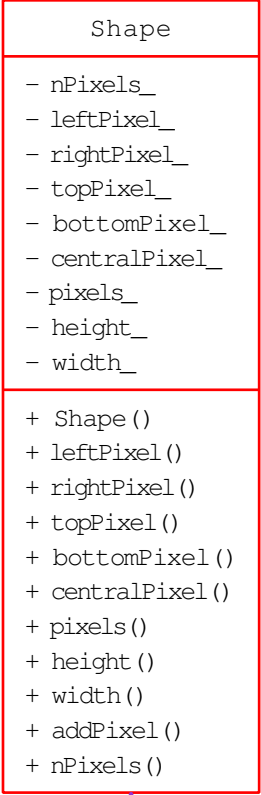 Shape
- nPixels_
- leftPixel_
- rightPixel_
- topPixel_
- bottomPixel_
- centralPixel_
- pixels_
- height_
- width_
+ Shape()
+ leftPixel()
+ rightPixel()
+ topPixel()
+ bottomPixel()
+ centralPixel()
+ pixels()
+ height()
+ width()
+ addPixel()
+ nPixels()